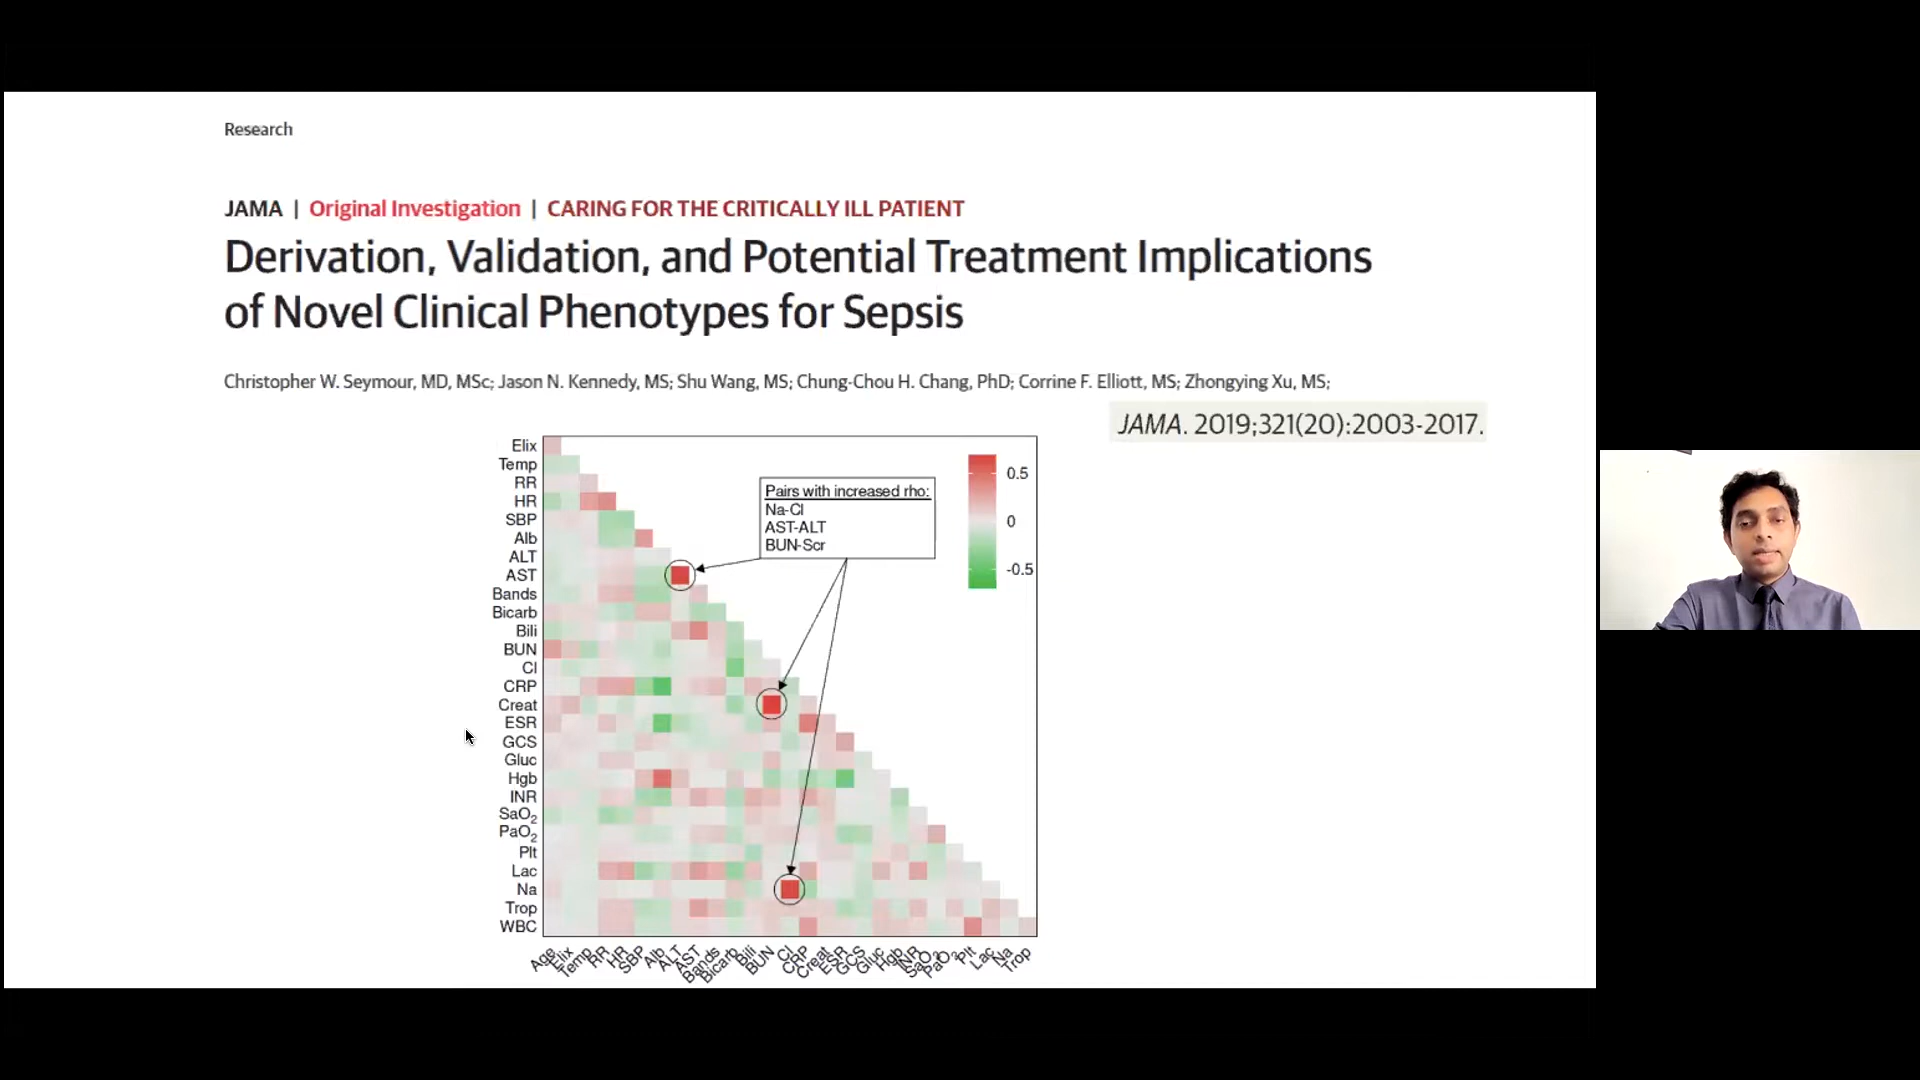 Research
JAMA | Original Investigation | CARING FOR THE CRITICALLY ILL PATIENT
Derivation, Validation, and Potential Treatment Implications
of Novel Clinical Phenotypes for Sepsis
Christopher W. Seymour, MD, MSc; Jason N. Kennedy, MS; Shu Wang, MS; Chung-Chou H. Chang, PhD; Corrine F. Elliott, MS; Zhongying Xu, MS;
JAMA. 2019;321(20):2003-2017.
Elix
Temp
RR
HR
SBP
Alb
ALT
AST
Bands
Bicarb
Bili
BUN
Cl
CRP
Creat
ESR
GCS
Gluc
Hgb
INR
SaO2
PaO2
Plt
Lac
Na
Trop
WBC
Pairs with increased rho:
Na-Cl
AST-ALT
BUN-Scr
0.5
0
-0.5
Age
Elix
Temp
RR
HR
SBP
Alb
ALT
AST
Bands
Bicarb
Bili
BUN
Cl
CRP
Creat
ESR
GCS
Gluc
Hgb
INR
SaO2
PaO2
Plt
Lac
Na
Trop